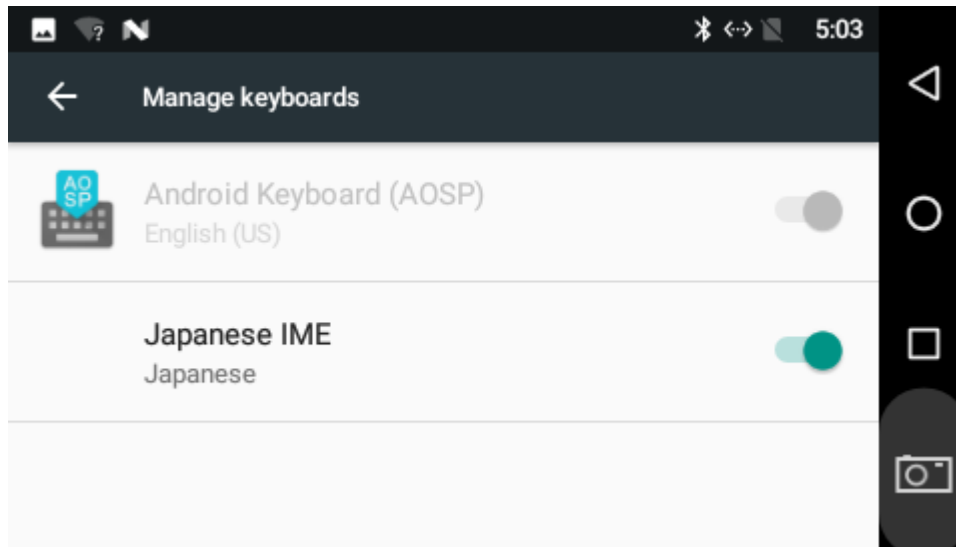 5:03
Manage keyboards
AO
SP
Android Keyboard (AOSP)
English (US)
Japanese IME
Japanese